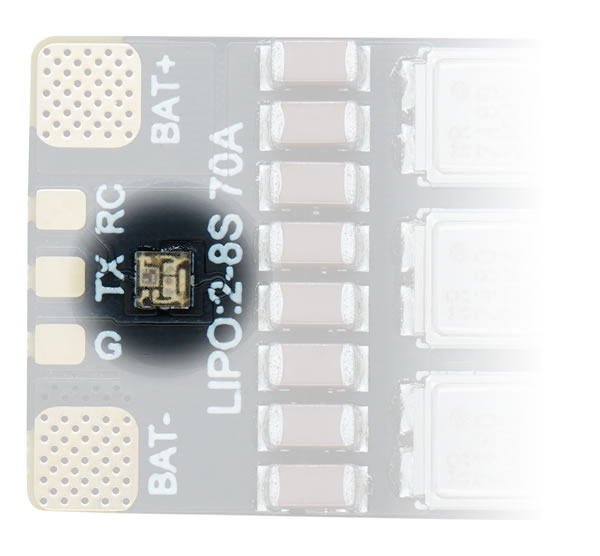 BAT+
RC
TX
G
BAT-
LIPO:2-8S 70A